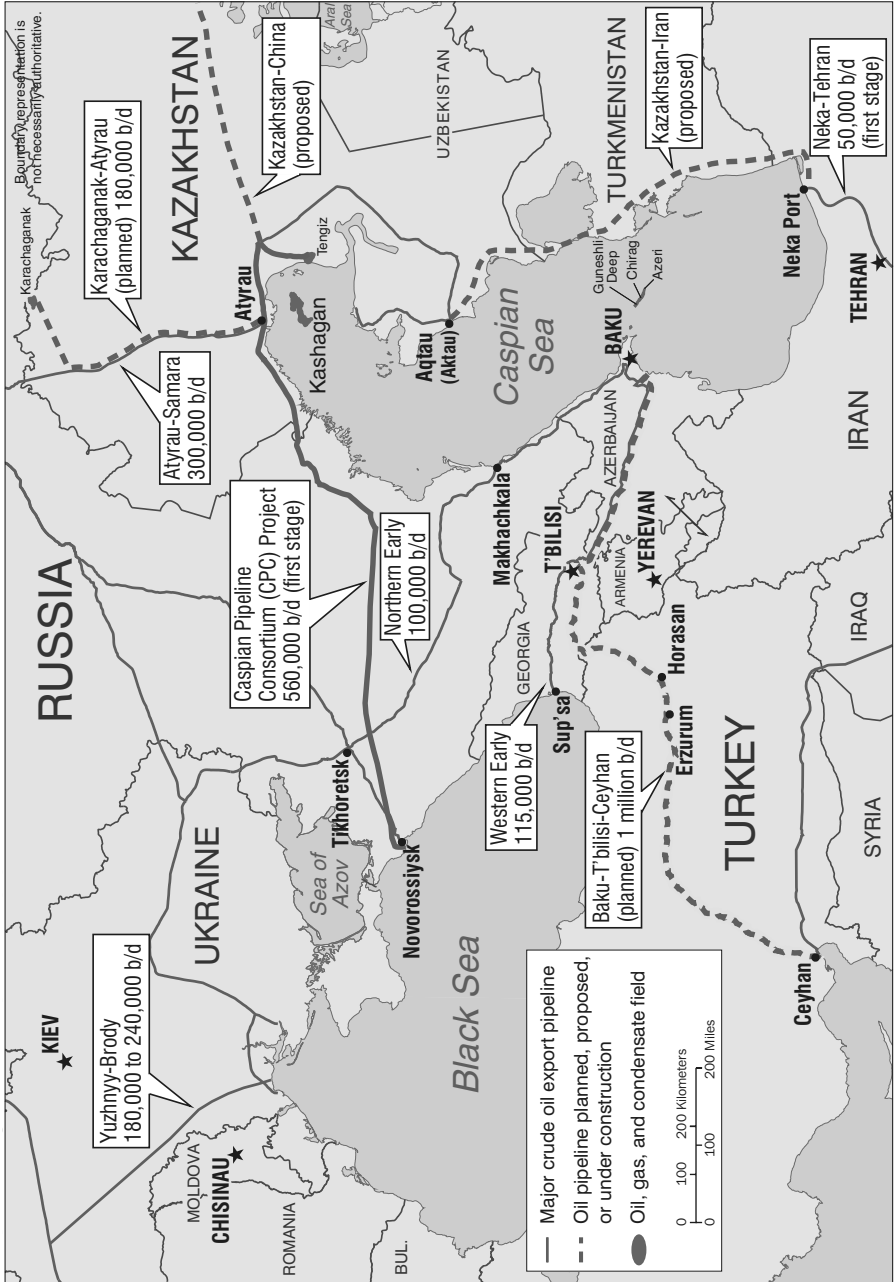 Boundary representation is
not necessarily authoritative.
RUSSIA
KAZAKHSTAN
UKRAINE
KIEV
Yuzhnyy-Brody
180,000 to 240,000 b/d
MOLDOVA
CHISINAU
ROMANIA
BUL.
Karachaganak
Karachaganak-Atyrau
(planned) 180,000 b/d
Atyrau-Samara
300,000 b/d
Atyrau
Kazakhstan-China
(proposed)
Aral
Sea
Tengiz
Kashagan
Caspian Pipeline
Consortium (CPC) Project
560,000 b/d (first stage)
Northern Early
100,000 b/d
Tikhoretsk
Sea of
Azov
Novorossiysk
Black Sea
UZBEKISTAN
Aqtau
(Aktau)
Caspian
Sea
Makhachkala
GEORGIA
T'BILISI
Sup'sa
Western Early
115,000 b/d
AZERBAIJAN
BAKU
ARMENIA
YEREVAN
Guneshli
Deep
Chirag
Azeri
TURKMENISTAN
Kazakhstan-Iran
(proposed)
Neka Port
Neka-Tehran
50,000 b/d
(first stage)
TEHRAN
IRAN
Horasan
Erzurum
Baku-T'bilisi-Ceyhan
(planned) 1 million b/d
TURKEY
IRAQ
SYRIA
Ceyhan
Major crude oil export pipeline
Oil pipeline planned, proposed,
or under construction
Oil, gas, and condensate field
0 100 200 Kilometers
0 100 200 Miles